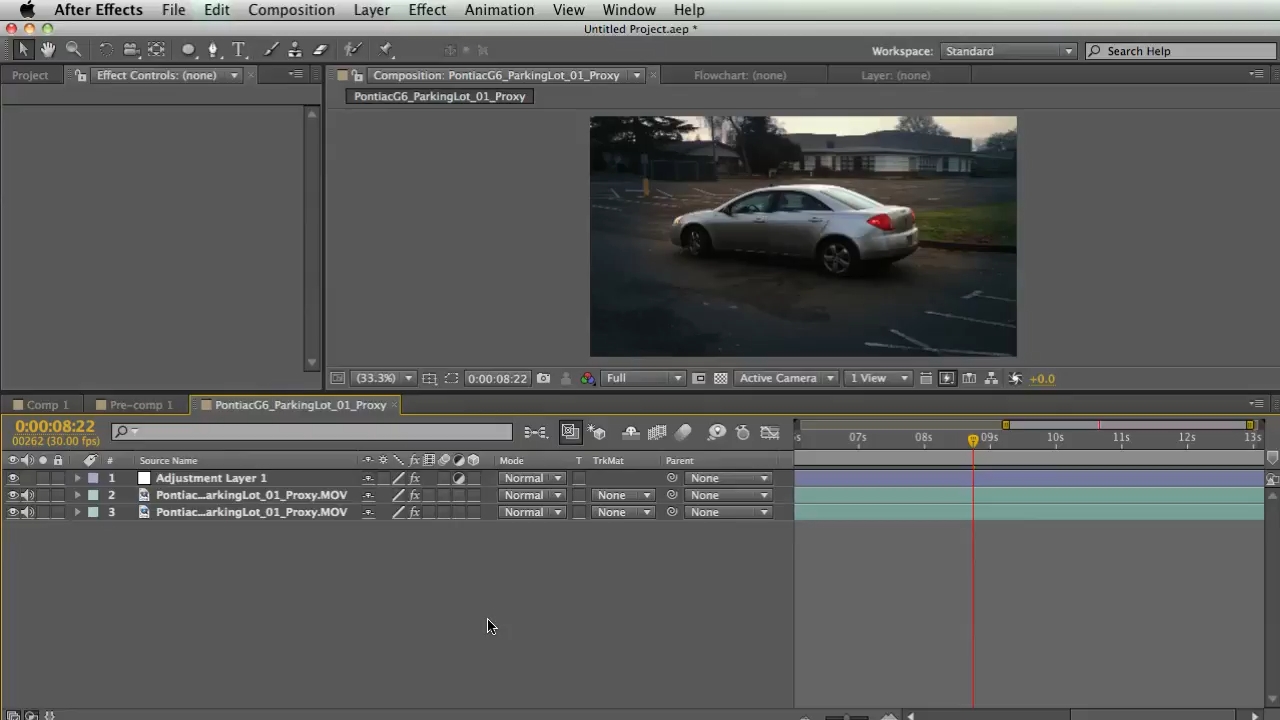 After Effects File Edit Composition Layer Effect Animation View Window Help
Untitled Project.aep *
Workspace: Standard Search Help
Project Effect Controls: (none) Composition: PontiacG6_ParkingLot_01_Proxy Flowchart: (none) Layer: (none)
PontiacG6_ParkingLot_01_Proxy
(33.3%) 0:00:08:22 Full Active Camera 1 View +0.0
Comp 1 Pre-comp 1 PontiacG6_ParkingLot_01_Proxy
0:00:08:22
00262 (30.00 fps)
07s 08s 09s 10s 11s 12s 13s
# Source Name fx Mode T TrkMat Parent
1 Adjustment Layer 1 fx Normal None
2 Pontiac...arkingLot_01_Proxy.MOV fx Normal None None
3 Pontiac...arkingLot_01_Proxy.MOV fx Normal None None